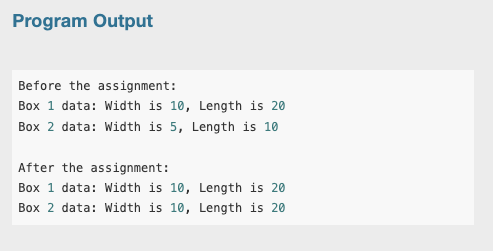 Program Output
Before the assignment:
Box 1 data: Width is 10, Length is 20
Box 2 data: Width is 5, Length is 10
After the assignment:
Box 1 data: Width is 10, Length is 20
Box 2 data: Width is 10, Length is 20